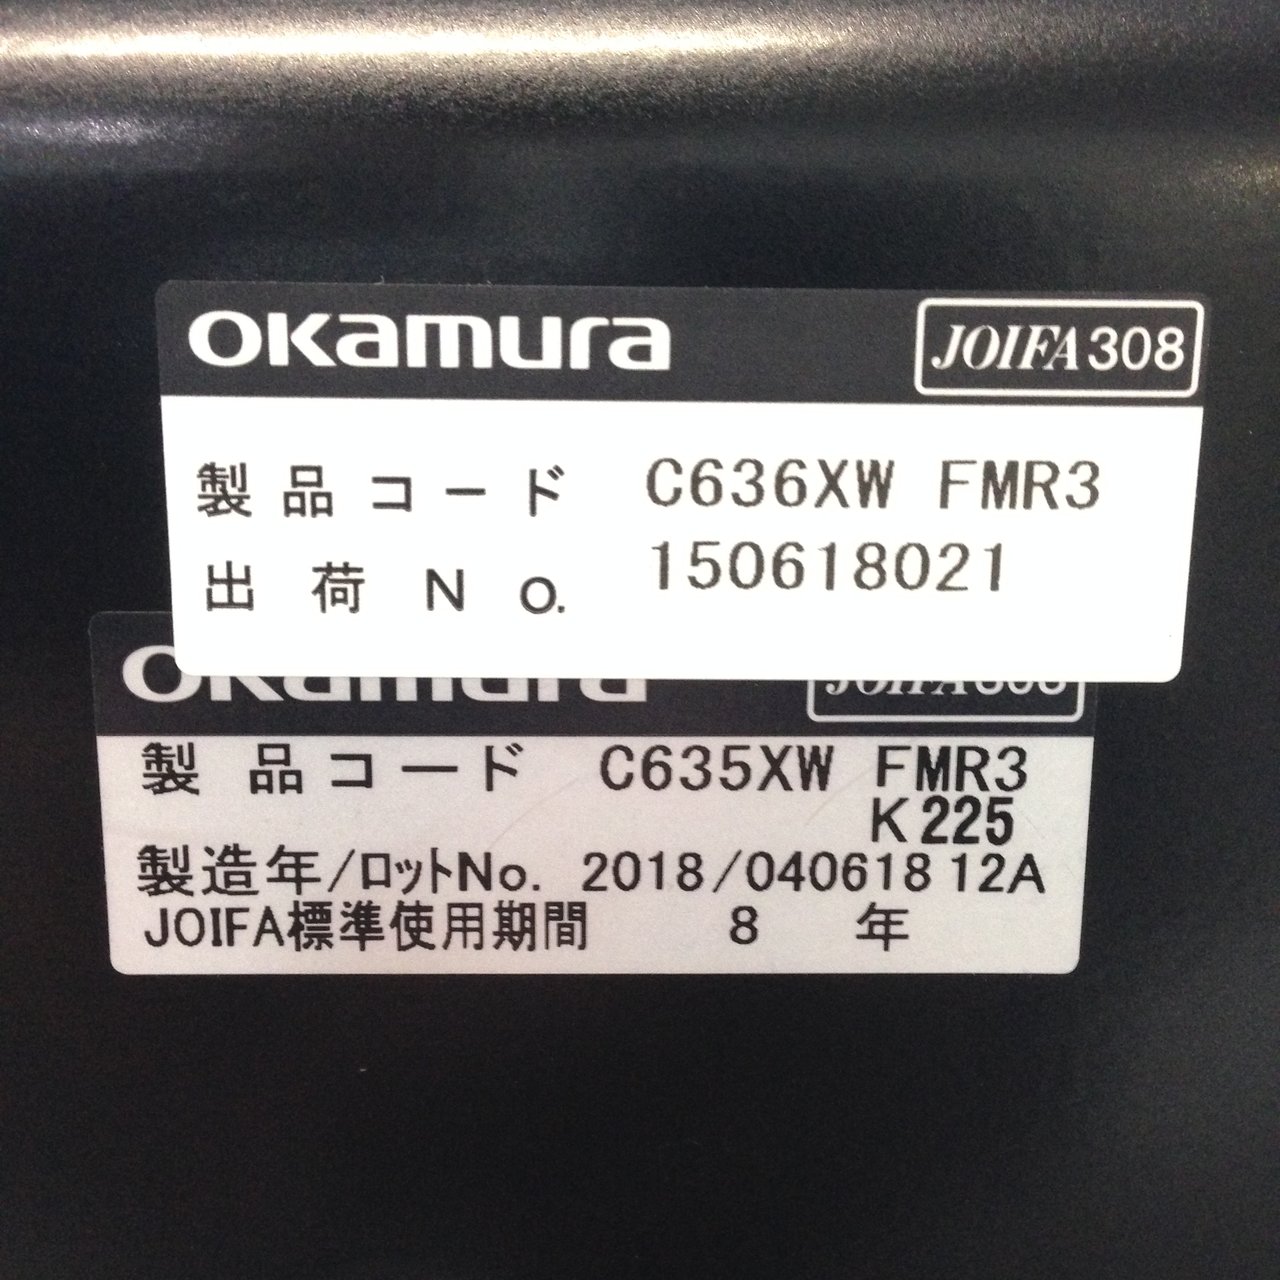 okamura JOIFA308
製品コード C636XW FMR3
出荷No. 150618021
okamura JOIFA308
製品コード C635XW FMR3
K225
製造年/ロットNo. 2018/040618 12A
JOIFA標準使用期間 8 年